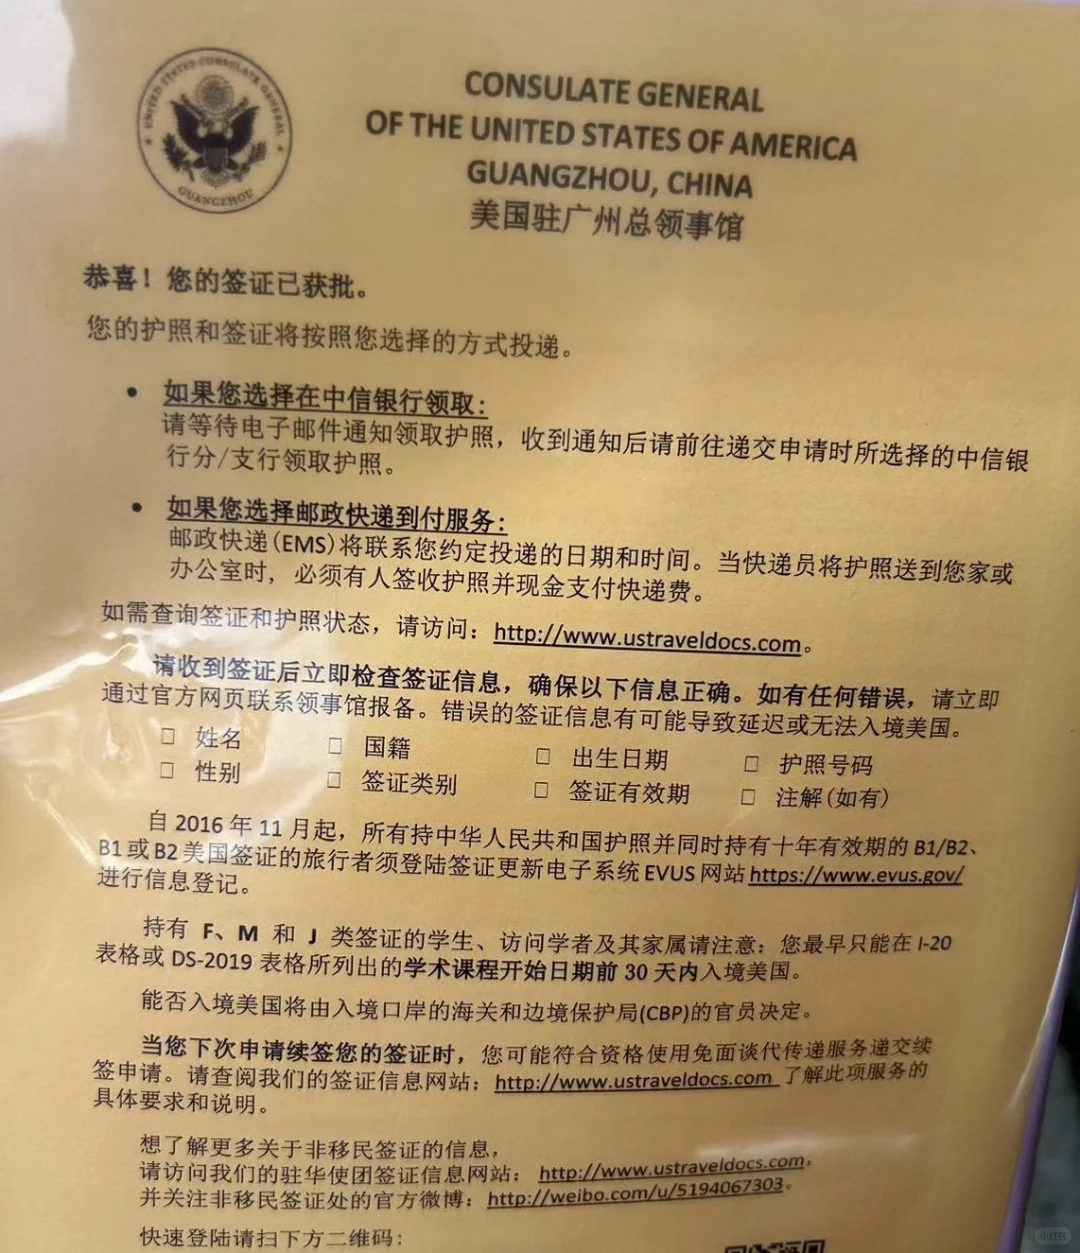 UNITED STATES CONSULATE GENERAL
GUANGZHOU
CONSULATE GENERAL
OF THE UNITED STATES OF AMERICA
GUANGZHOU, CHINA
美国驻广州总领事馆
恭喜！您的签证已获批。
您的护照和签证将按照您选择的方式投递。
• 如果您选择在中信银行领取:
请等待电子邮件通知领取护照，收到通知后请前往递交申请时所选择的中信银
行分/支行领取护照。
• 如果您选择邮政快递到付服务:
邮政快递(EMS)将联系您约定投递的日期和时间。当快递员将护照送到您家或
办公室时, 必须有人签收护照并现金支付快递费。
如需查询签证和护照状态，请访问：http://www.ustraveldocs.com。
请收到签证后立即检查签证信息，确保以下信息正确。如有任何错误，请立即
通过官方网页联系领事馆报备。错误的签证信息有可能导致延迟或无法入境美国。
□ 姓名 □ 国籍 □ 出生日期 □ 护照号码
□ 性别 □ 签证类别 □ 签证有效期 □ 注解(如有)
自 2016 年 11 月起，所有持中华人民共和国护照并同时持有十年有效期的 B1/B2、
B1 或 B2 美国签证的旅行者须登陆签证更新电子系统 EVUS 网站 https://www.evus.gov/
进行信息登记。
持有 F、M 和 J 类签证的学生、访问学者及其家属请注意: 您最早只能在 I-20
表格或 DS-2019 表格所列出的学术课程开始日期前 30 天内入境美国。
能否入境美国将由入境口岸的海关和边境保护局(CBP)的官员决定。
当您下次申请续签您的签证时，您可能符合资格使用免面谈代传递服务递交续
签申请。请查阅我们的签证信息网站：http://www.ustraveldocs.com 了解此项服务的
具体要求和说明。
想了解更多关于非移民签证的信息，
请访问我们的驻华使团签证信息网站： http://www.ustraveldocs.com，
并关注非移民签证处的官方微博：http://weibo.com/u/5194067303。
快速登陆请扫下方二维码：
小红书